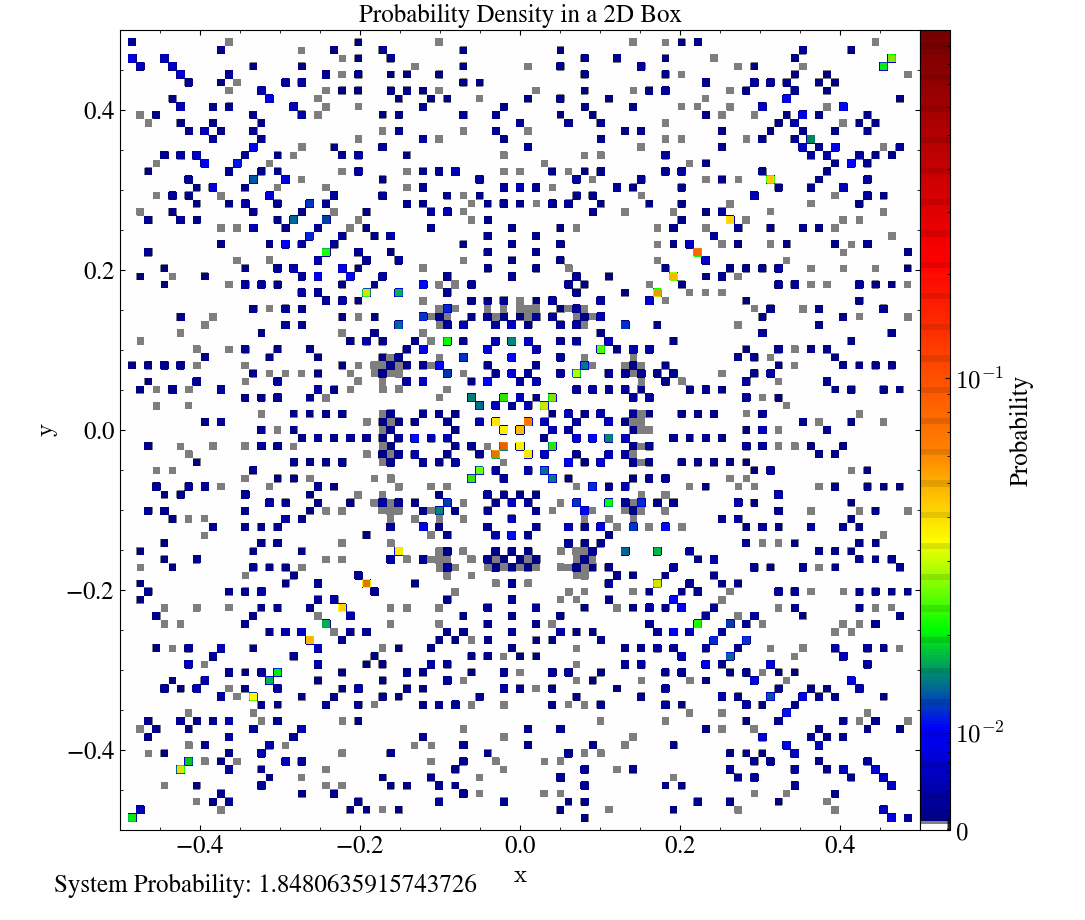 Probability Density in a 2D Box
0.4
0.2
0.0
−0.2
−0.4
y
−0.4 −0.2 0.0 0.2 0.4
x
10⁻¹
10⁻²
0
Probability
System Probability: 1.8480635915743726